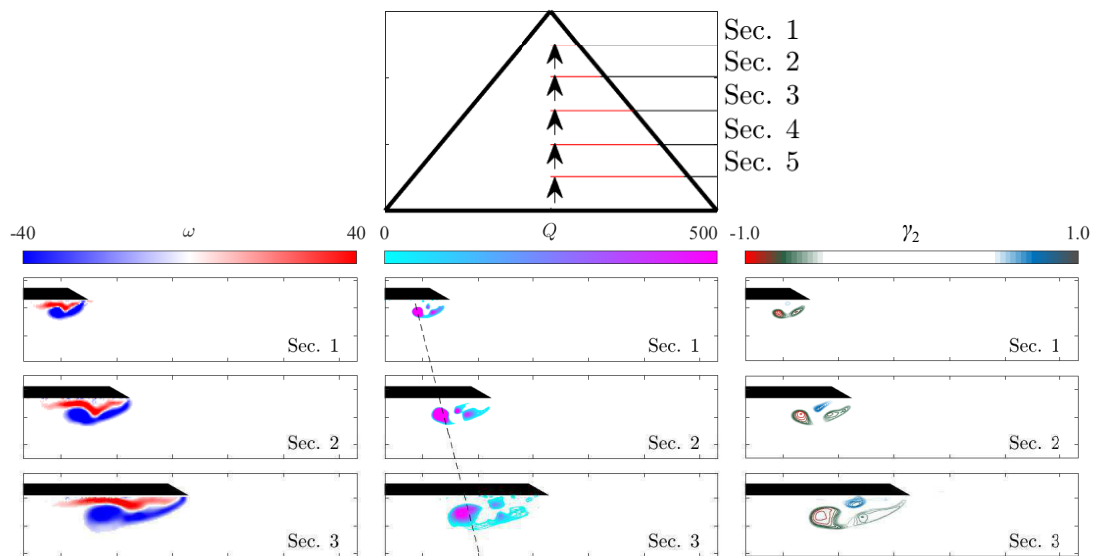 Sec. 1
Sec. 2
Sec. 3
Sec. 4
Sec. 5
-40 ω 40
0 Q 500
-1.0 γ₂ 1.0
Sec. 1
Sec. 1
Sec. 1
Sec. 2
Sec. 2
Sec. 2
Sec. 3
Sec. 3
Sec. 3